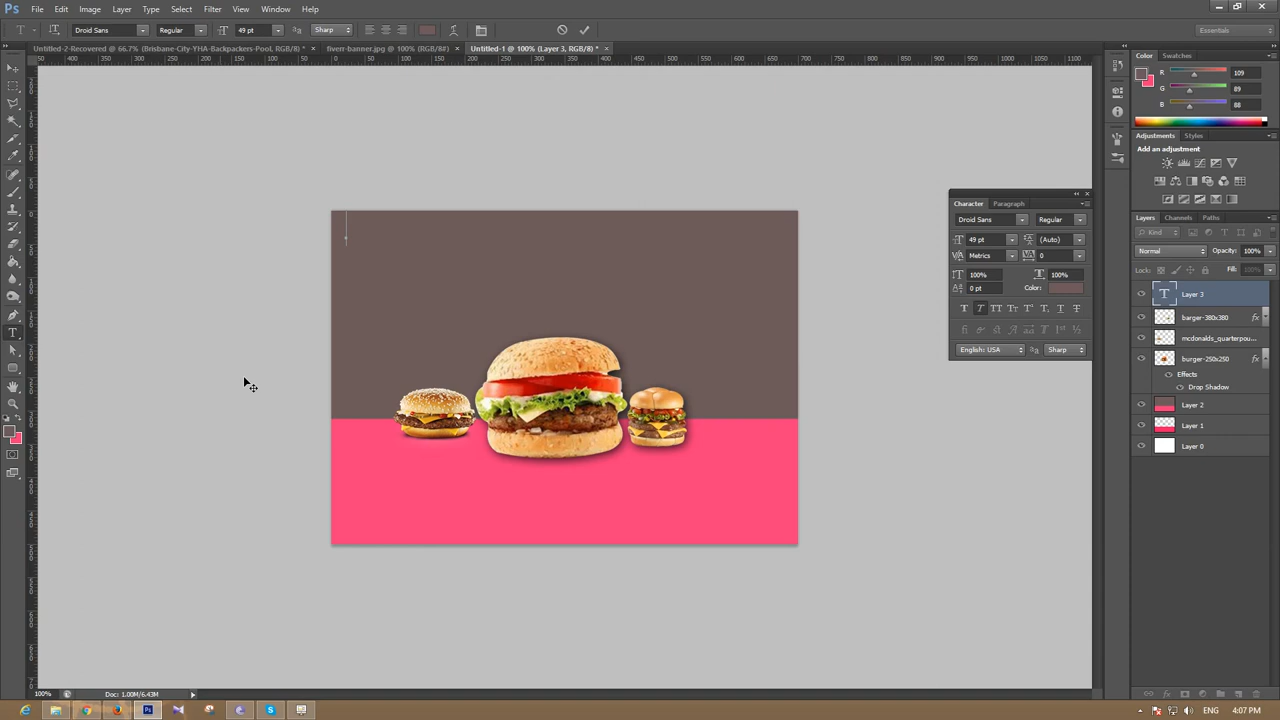 Ps File Edit Image Layer Type Select Filter 3D View Window Help
Droid Sans Regular 49 pt Sharp Essentials
Untitled-2-Recovered @ 66.7% (Brisbane-City-YHA-Backpackers-Pool, RGB/8) * × fiverr-banner.jpg @ 100% (RGB/8#) × Untitled-1 @ 100% (Layer 3, RGB/8) * ×
Color Swatches
R 109
G 89
B 88
Adjustments Styles
Add an adjustment
Character Paragraph
Droid Sans Regular
49 pt (Auto)
Metrics 0
100% 100%
0 pt Color:
English: USA Sharp
Layers Channels Paths
Kind
Normal Opacity: 100%
Lock: Fill: 100%
Layer 3
barger-380x380 fx
mcdonalds_quarterpou...
burger-250x250 fx
Effects
Drop Shadow
Layer 2
Layer 1
Layer 0
100% Doc: 1.00M/6.43M
ENG 4:07 PM